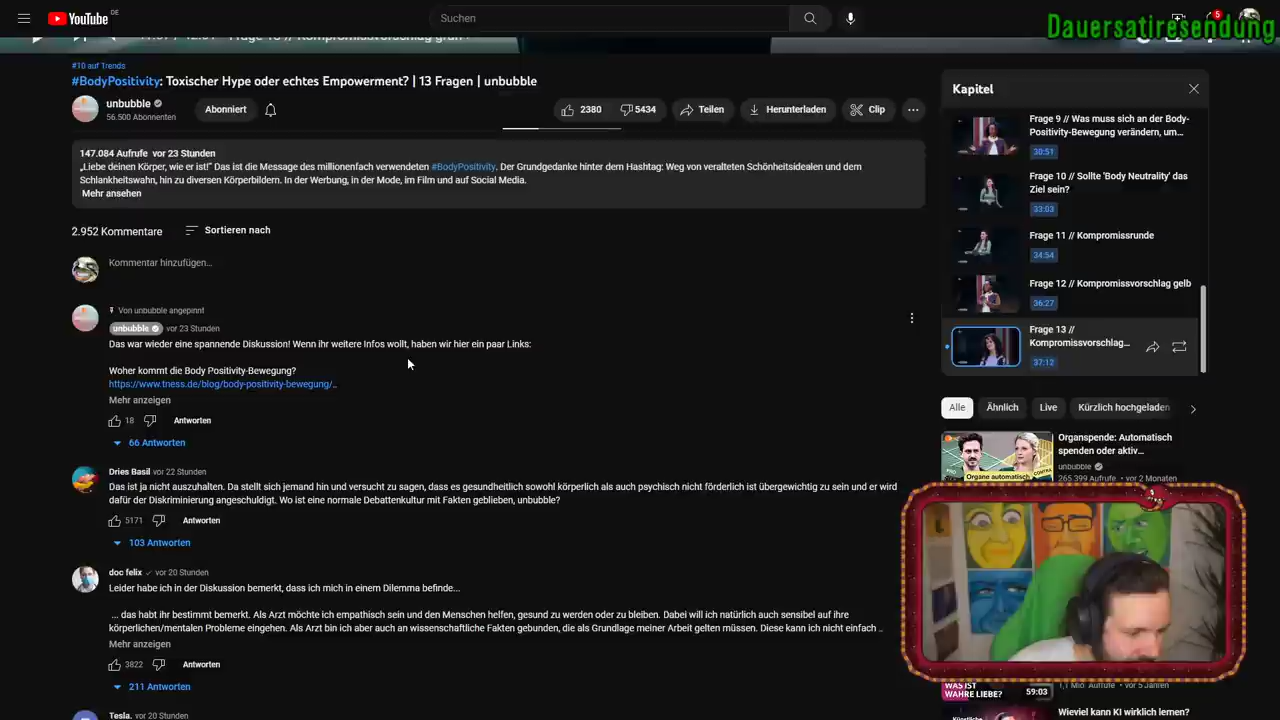 YouTube DE
Suchen
5
Dauersatiresendung
#10 auf Trends
#BodyPositivity: Toxischer Hype oder echtes Empowerment? | 13 Fragen | unbubble
unbubble
56.500 Abonnenten
Abonniert
2380
5434
Teilen
Herunterladen
Clip
147.084 Aufrufe vor 23 Stunden
„Liebe deinen Körper, wie er ist!" Das ist die Message des millionenfach verwendeten #BodyPositivity. Der Grundgedanke hinter dem Hashtag: Weg von veralteten Schönheitsidealen und dem
Schlankheitswahn, hin zu diversen Körperbildern. In der Werbung, in der Mode, im Film und auf Social Media.
Mehr ansehen
2.952 Kommentare
Sortieren nach
Kommentar hinzufügen...
Von unbubble angepinnt
unbubble vor 23 Stunden
Das war wieder eine spannende Diskussion! Wenn ihr weitere Infos wollt, haben wir hier ein paar Links:
Woher kommt die Body Positivity-Bewegung?
https://www.tness.de/blog/body-positivity-bewegung/...
Mehr anzeigen
18
Antworten
66 Antworten
Dries Basil vor 22 Stunden
Das ist ja nicht auszuhalten. Da stellt sich jemand hin und versucht zu sagen, dass es gesundheitlich sowohl körperlich als auch psychisch nicht förderlich ist übergewichtig zu sein und er wird
dafür der Diskriminierung angeschuldigt. Wo ist eine normale Debattenkultur mit Fakten geblieben, unbubble?
5171
Antworten
103 Antworten
doc felix vor 20 Stunden
Leider habe ich in der Diskussion bemerkt, dass ich mich in einem Dilemma befinde...
... das habt ihr bestimmt bemerkt. Als Arzt möchte ich empathisch sein und den Menschen helfen, gesund zu werden oder zu bleiben. Dabei will ich natürlich auch sensibel auf ihre
körperlichen/mentalen Probleme eingehen. Als Arzt bin ich aber auch an wissenschaftliche Fakten gebunden, die als Grundlage meiner Arbeit gelten müssen. Diese kann ich nicht einfach ...
Mehr anzeigen
3822
Antworten
211 Antworten
Tesla. vor 20 Stunden
Kapitel
Frage 9 // Was muss sich an der Body-
Positivity-Bewegung verändern, um...
30:51
Frage 10 // Sollte 'Body Neutrality' das
Ziel sein?
33:03
Frage 11 // Kompromissrunde
34:54
Frage 12 // Kompromissvorschlag gelb
36:27
Frage 13 //
Kompromissvorschlag...
37:12
Alle
Ähnlich
Live
Kürzlich hochgeladen
Organe automatisch
Organspende: Automatisch
spenden oder aktiv...
unbubble
265.399 Aufrufe vor 2 Monaten
WAS IST
WAHRE LIEBE?
59:03
1,1 Mio. Aufrufe vor 5 Jahren
Wieviel kann KI wirklich lernen?